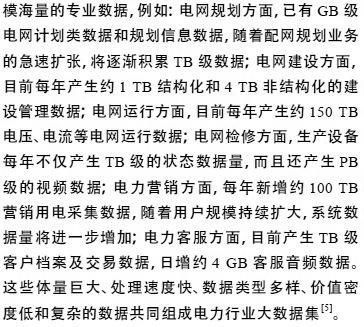 模海量的专业数据,例如: 电网规划方面,已有 GB 级
电网计划类数据和规划信息数据,随着配网规划业务
的急速扩张,将逐渐积累 TB 级数据; 电网建设方面,
目前每年产生约 1 TB 结构化和 4 TB 非结构化的建
设管理数据; 电网运行方面,目前每年产生约 150 TB
电压、电流等电网运行数据; 电网检修方面,生产设备
每年不仅产生 TB 级的状态数据量,而且还产生 PB
级的视频数据; 电力营销方面,每年新增约 100 TB
营销用电采集数据,随着用户规模持续扩大,系统数
据量将进一步增加; 电力客服方面,目前产生 TB 级
客户档案及交易数据,日增约 4 GB 客服音频数据。
这些体量巨大、处理速度快、数据类型多样、价值密
度低和复杂的数据共同组成电力行业大数据集[5]。